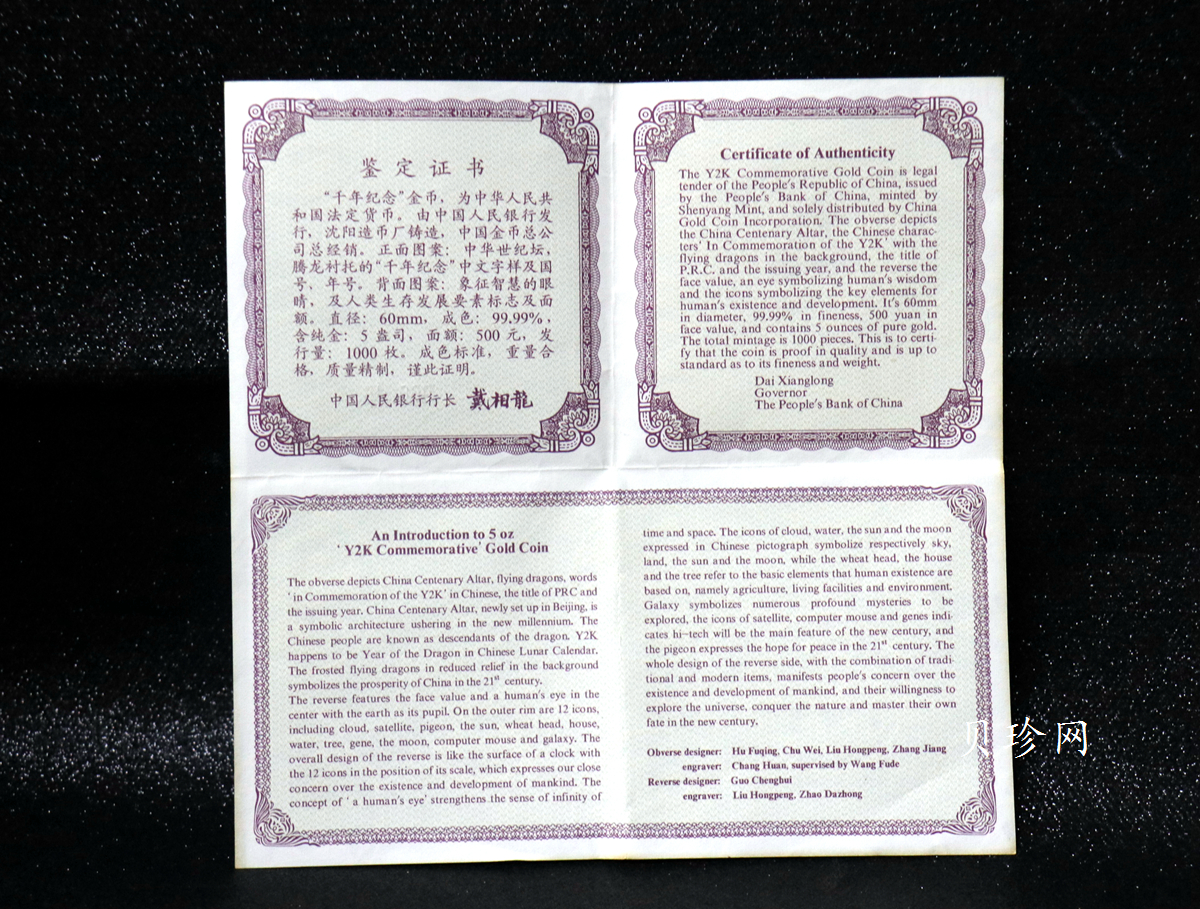 鉴定证书
“千年纪念”金币，为中华人民共
和国法定货币。由中国人民银行发
行，沈阳造币厂铸造，中国金币总公
司总经销。正面图案：中华世纪坛，
腾龙衬托的“千年纪念”中文字样及国
号、年号。背面图案：象征智慧的眼
睛，及人类生存发展要素标志及面
额。直径：60mm，成色：99.99%，
含纯金：5盎司，面额：500元，发
行量：1000枚。成色标准，重量合
格，质量精制，谨此证明。
中国人民银行行长 戴相龍
Certificate of Authenticity
The Y2K Commemorative Gold Coin is legal
tender of the People's Republic of China, issued
by the People's Bank of China, minted by
Shenyang Mint, and solely distributed by China
Gold Coin Incorporation. The obverse depicts
the China Centenary Altar, the Chinese charac-
ters' In Commemoration of the Y2K' with the
flying dragons in the background, the title of
P.R.C. and the issuing year, and the reverse the
face value, an eye symbolizing human's wisdom
and the icons symbolizing the key elements for
human's existence and development. It's 60mm
in diameter, 99.99% in fineness, 500 yuan in
face value, and contains 5 ounces of pure gold.
The total mintage is 1000 pieces. This is to certi-
fy that the coin is proof in quality and is up to
standard as to its fineness and weight.
Dai Xianglong
Governor
The People's Bank of China
An Introduction to 5 oz
'Y2K Commemorative' Gold Coin
The obverse depicts China Centenary Altar, flying dragons, words
'in Commemoration of the Y2K' in Chinese, the title of PRC and
the issuing year. China Centenary Altar, newly set up in Beijing, is
a symbolic architecture ushering in the new millennium. The
Chinese people are known as descendants of the dragon. Y2K
happens to be Year of the Dragon in Chinese Lunar Calendar.
The frosted flying dragons in reduced relief in the background
symbolizes the prosperity of China in the 21st century.
The reverse features the face value and a human's eye in the
center with the earth as its pupil. On the outer rim are 12 icons,
including cloud, satellite, pigeon, the sun, wheat head, house,
water, tree, gene, the moon, computer mouse and galaxy. The
overall design of the reverse is like the surface of a clock with
the 12 icons in the position of its scale, which expresses our close
concern over the existence and development of mankind. The
concept of 'a human's eye' strengthens the sense of infinity of
time and space. The icons of cloud, water, the sun and the moon
expressed in Chinese pictograph symbolize respectively sky,
land, the sun and the moon, while the wheat head, the house
and the tree refer to the basic elements that human existence are
based on, namely agriculture, living facilities and environment.
Galaxy symbolizes numerous profound mysteries to be
explored, the icons of satellite, computer mouse and genes indi-
cates hi-tech will be the main feature of the new century, and
the pigeon expresses the hope for peace in the 21st century. The
whole design of the reverse side, with the combination of tradi-
tional and modern items, manifests people's concern over the
existence and development of mankind, and their willingness to
explore the universe, conquer the nature and master their own
fate in the new century.
Obverse designer: Hu Fuqing, Chu Wei, Liu Hongpeng, Zhang Jiang
engraver: Chang Huan, supervised by Wang Fude
Reverse designer: Guo Chenghui
engraver: Liu Hongpeng, Zhao Dazhong
贝珍网